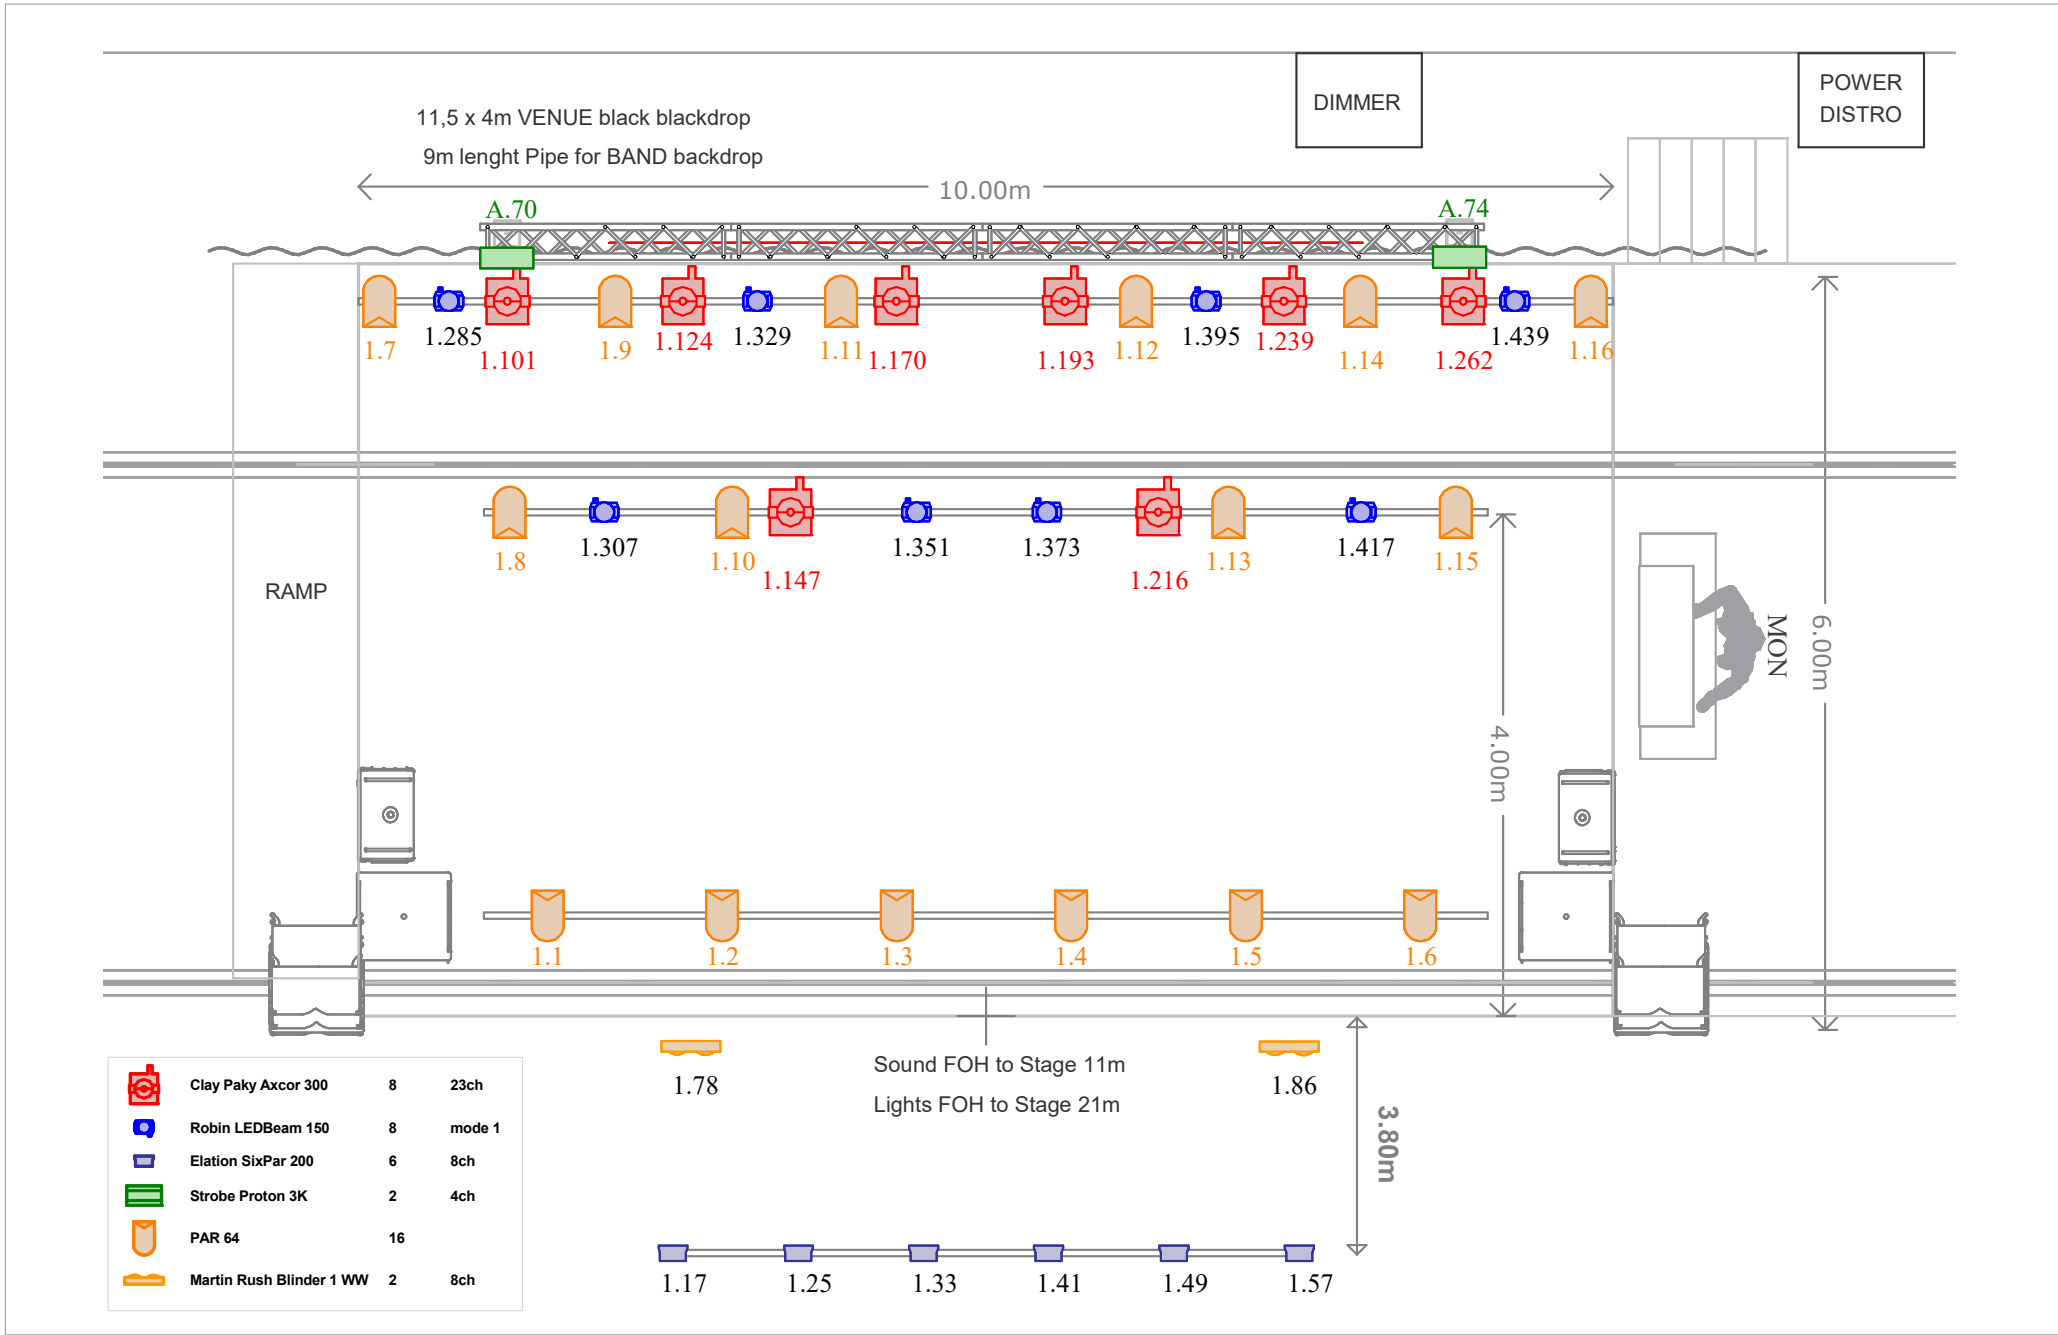 DIMMER
POWER
DISTRO
11,5 x 4m VENUE black blackdrop
9m lenght Pipe for BAND backdrop
10.00m
A.70
A.74
1.7
1.285
1.101
1.9
1.124
1.329
1.11
1.170
1.193
1.12
1.395
1.239
1.14
1.262
1.439
1.16
1.8
1.307
1.10
1.147
1.351
1.373
1.216
1.13
1.417
1.15
RAMP
MON
6.00m
4.00m
1.1
1.2
1.3
1.4
1.5
1.6
1.78
Sound FOH to Stage 11m
Lights FOH to Stage 21m
1.86
3.80m
Clay Paky Axcor 300 8 23ch
Robin LEDBeam 150 8 mode 1
Elation SixPar 200 6 8ch
Strobe Proton 3K 2 4ch
PAR 64 16
Martin Rush Blinder 1 WW 2 8ch
1.17
1.25
1.33
1.41
1.49
1.57